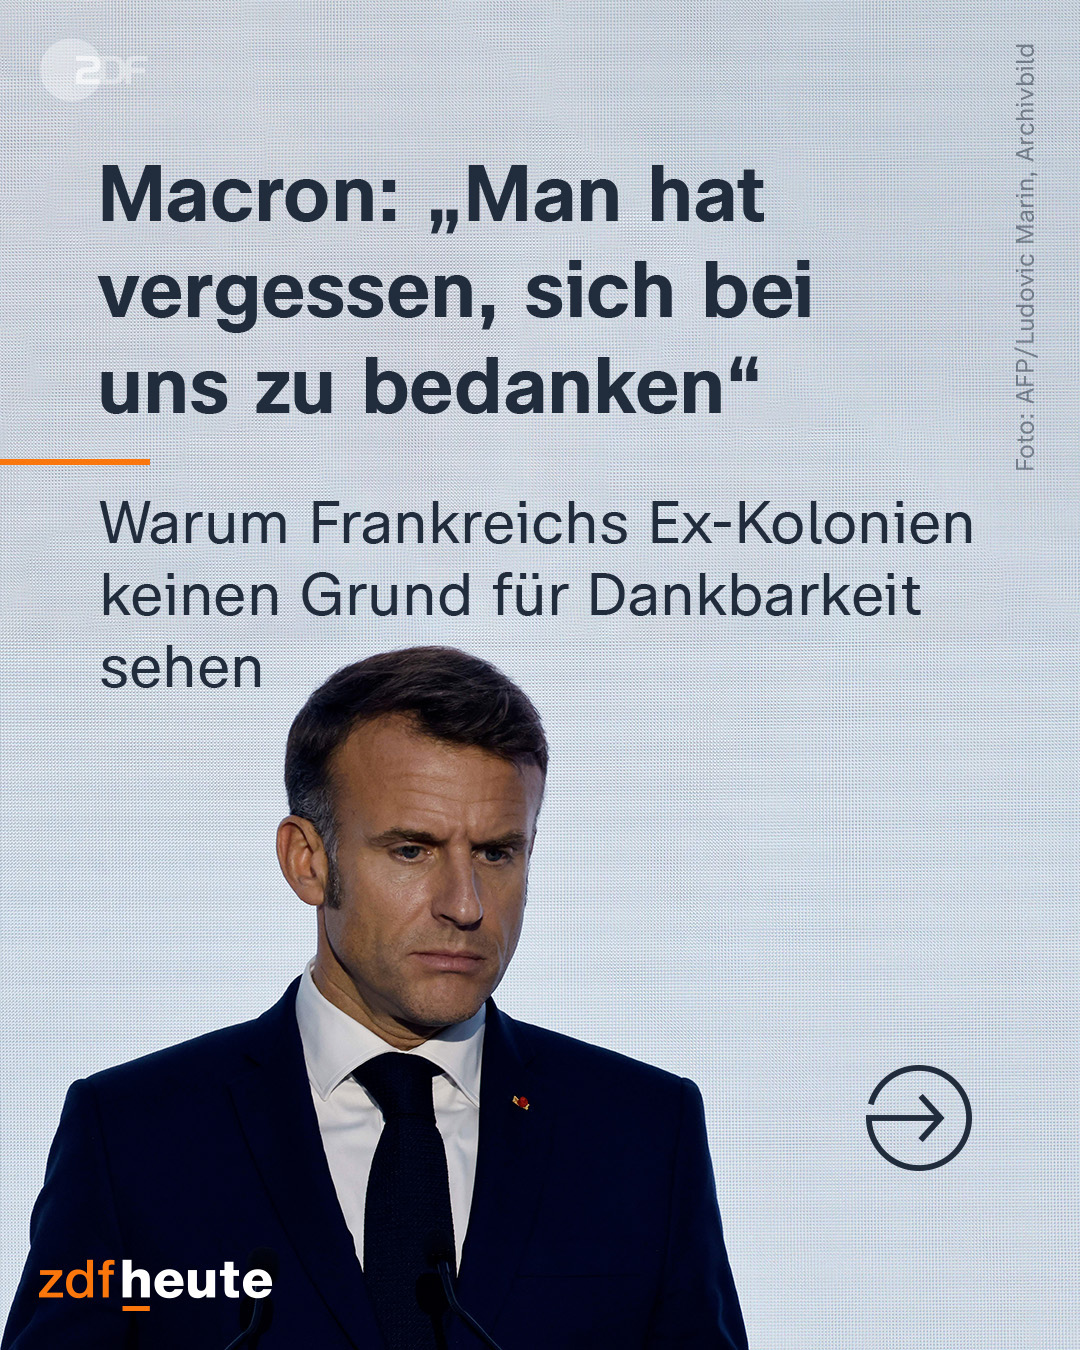 ZDF
Foto: AFP/Ludovic Marin, Archivbild
Macron: „Man hat
vergessen, sich bei
uns zu bedanken“
Warum Frankreichs Ex-Kolonien
keinen Grund für Dankbarkeit
sehen
zdfheute